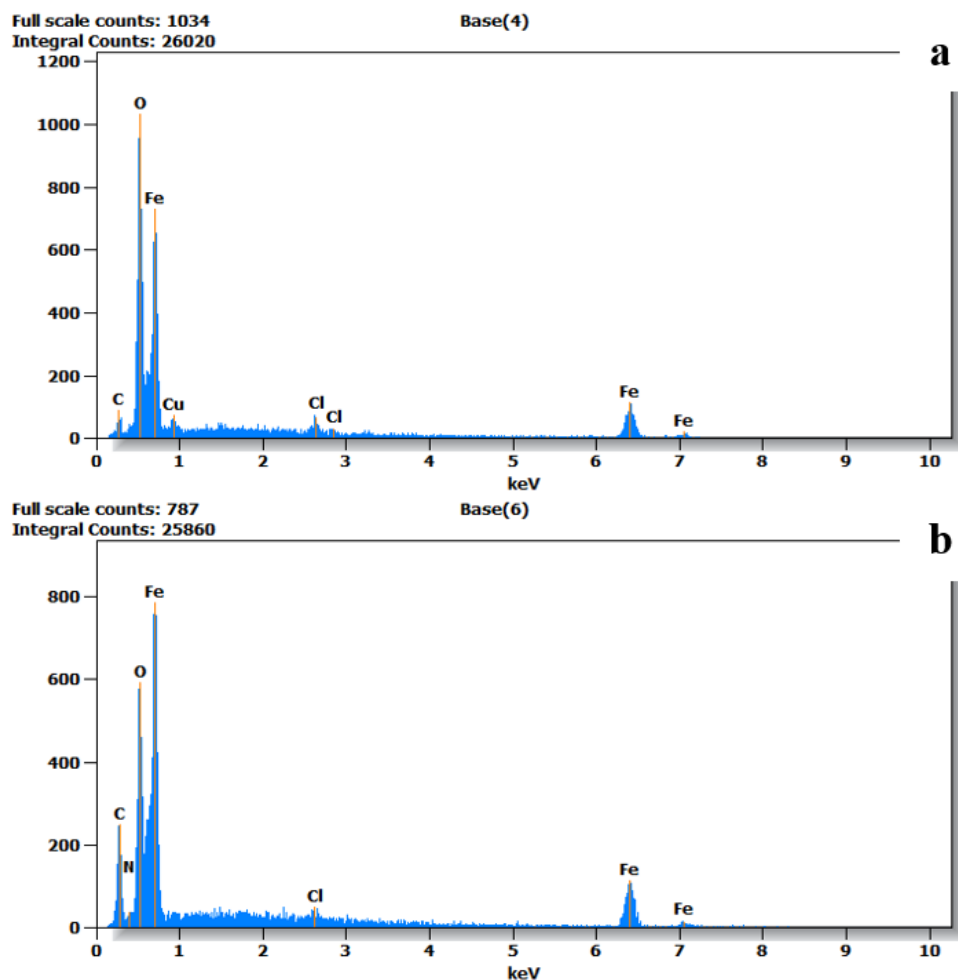 Full scale counts: 1034
Base(4)
Integral Counts: 26020
a
1200
1000
800
600
400
200
0
O
Fe
C
Cu
Cl
Cl
Fe
Fe
0 1 2 3 4 5 6 7 8 9 10
keV
Full scale counts: 787
Base(6)
Integral Counts: 25860
b
800
600
400
200
0
Fe
O
C
N
Cl
Fe
Fe
0 1 2 3 4 5 6 7 8 9 10
keV